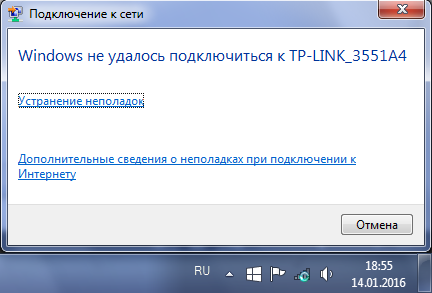 Подключение к сети
Windows не удалось подключиться к TP-LINK_3551A4
Устранение неполадок
Дополнительные сведения о неполадках при подключении к
Интернету
Отмена
RU
18:55
14.01.2016